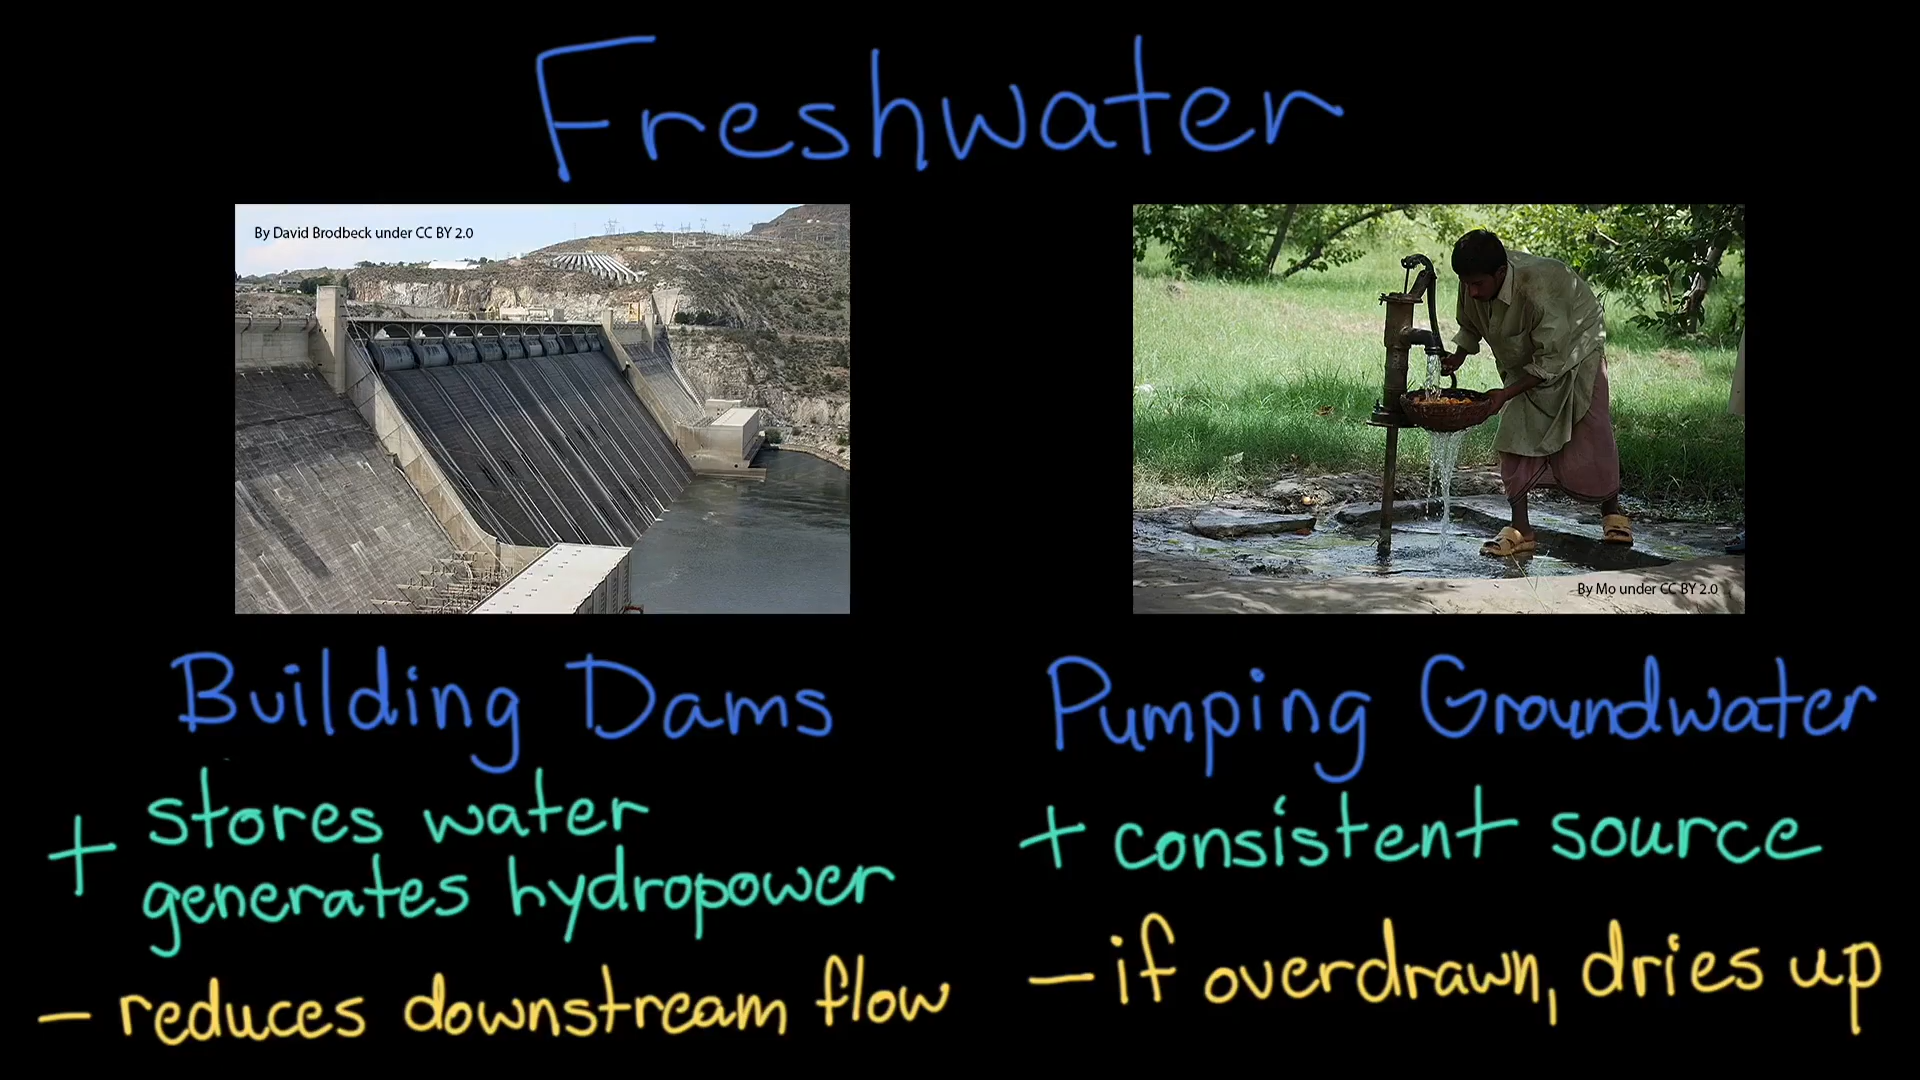 Freshwater
By David Brodbeck under CC BY 2.0
By Mo under CC BY 2.0
Building Dams
+ stores water
generates hydropower
- reduces downstream flow
Pumping Groundwater
+ consistent source
- if overdrawn, dries up